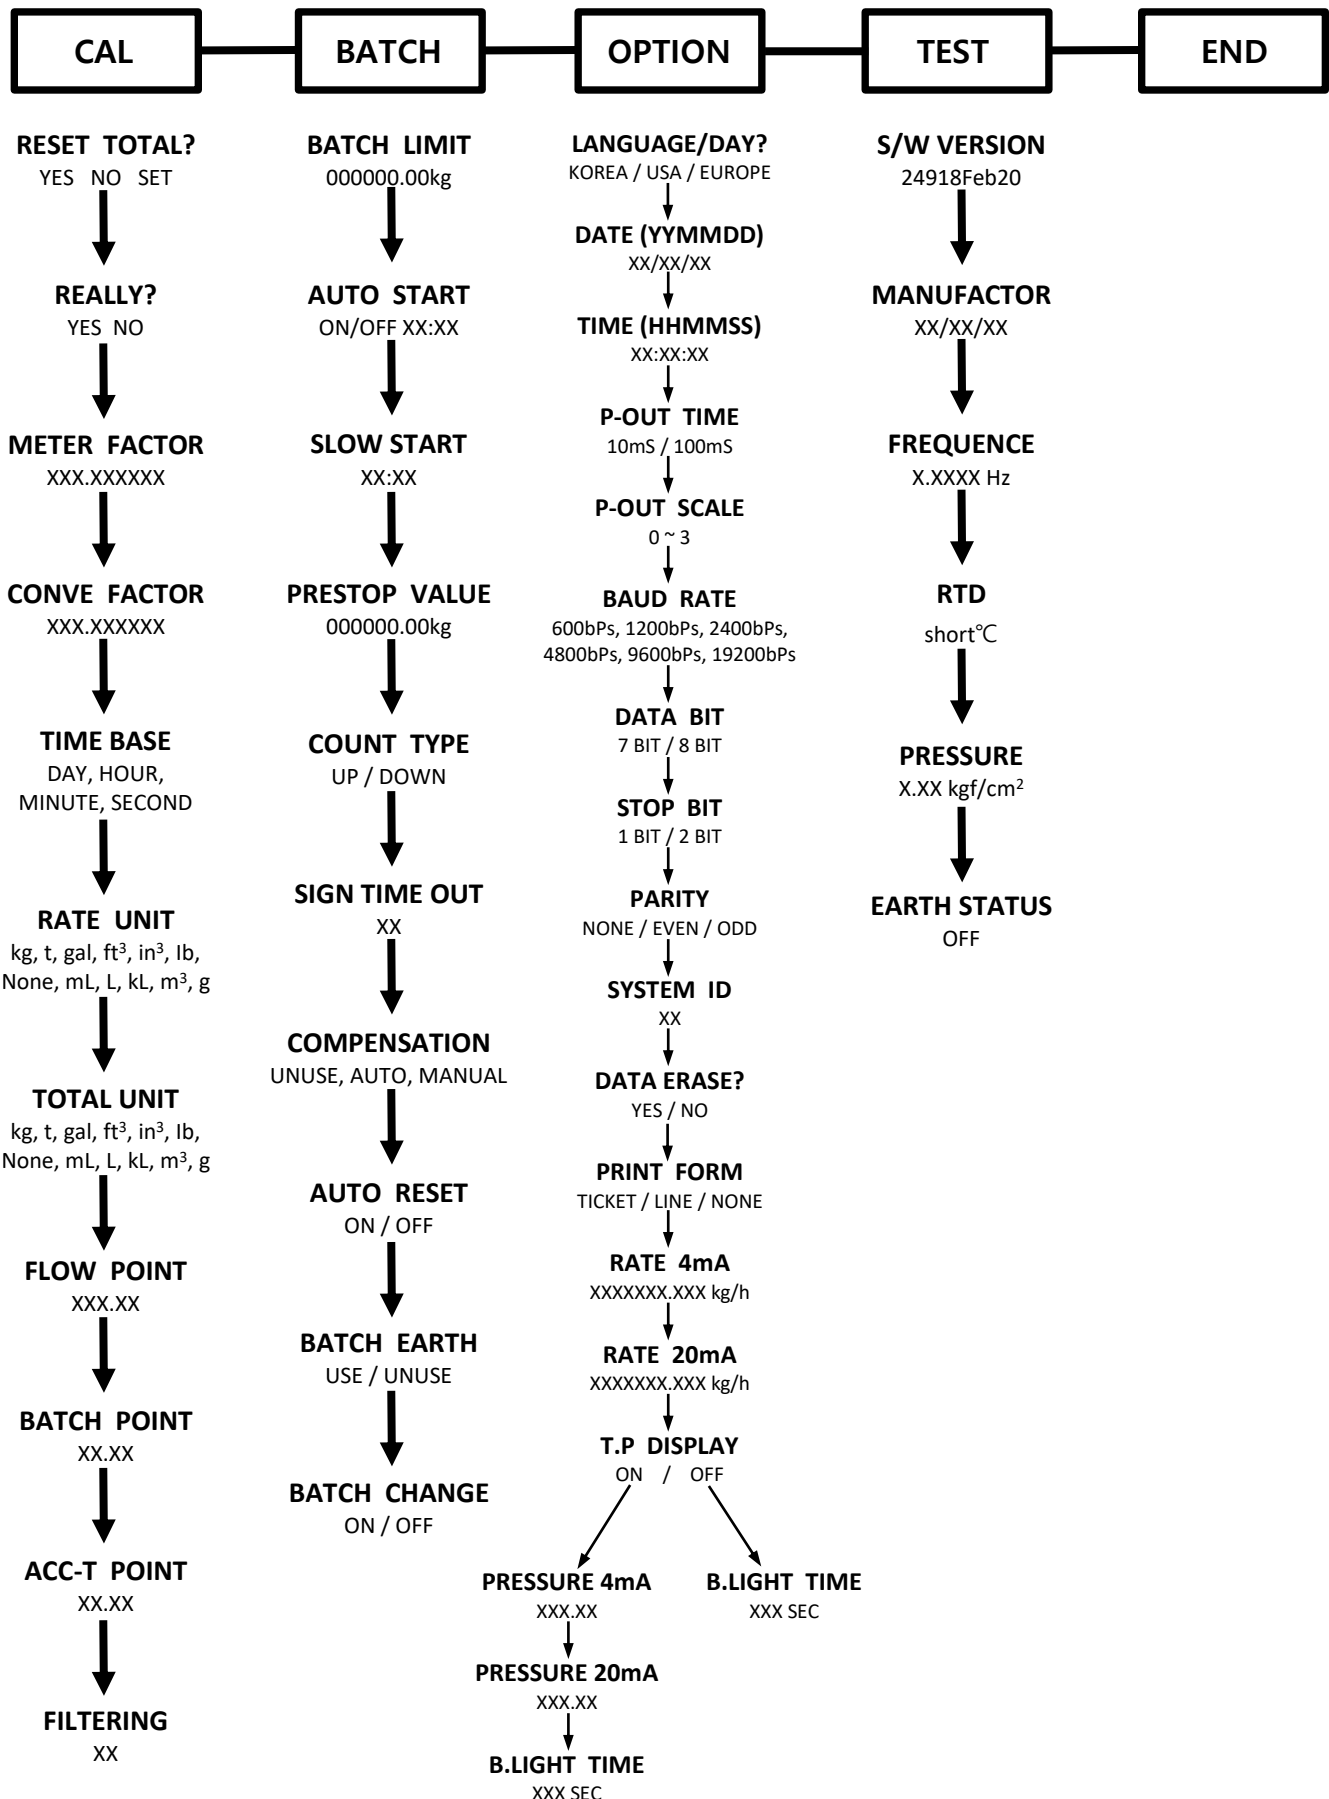 CAL
BATCH
OPTION
TEST
END
RESET TOTAL?
YES NO SET
REALLY?
YES NO
METER FACTOR
XXX.XXXXXX
CONVE FACTOR
XXX.XXXXXX
TIME BASE
DAY, HOUR,
MINUTE, SECOND
RATE UNIT
kg, t, gal, ft³, in³, Ib,
None, mL, L, kL, m³, g
TOTAL UNIT
kg, t, gal, ft³, in³, Ib,
None, mL, L, kL, m³, g
FLOW POINT
XXX.XX
BATCH POINT
XX.XX
ACC-T POINT
XX.XX
FILTERING
XX
BATCH LIMIT
000000.00kg
AUTO START
ON/OFF XX:XX
SLOW START
XX:XX
PRESTOP VALUE
000000.00kg
COUNT TYPE
UP / DOWN
SIGN TIME OUT
XX
COMPENSATION
UNUSE, AUTO, MANUAL
AUTO RESET
ON / OFF
BATCH EARTH
USE / UNUSE
BATCH CHANGE
ON / OFF
LANGUAGE/DAY?
KOREA / USA / EUROPE
DATE (YYMMDD)
XX/XX/XX
TIME (HHMMSS)
XX:XX:XX
P-OUT TIME
10mS / 100mS
P-OUT SCALE
0 ~ 3
BAUD RATE
600bPs, 1200bPs, 2400bPs,
4800bPs, 9600bPs, 19200bPs
DATA BIT
7 BIT / 8 BIT
STOP BIT
1 BIT / 2 BIT
PARITY
NONE / EVEN / ODD
SYSTEM ID
XX
DATA ERASE?
YES / NO
PRINT FORM
TICKET / LINE / NONE
RATE 4mA
XXXXXXX.XXX kg/h
RATE 20mA
XXXXXXX.XXX kg/h
T.P DISPLAY
ON / OFF
PRESSURE 4mA
XXX.XX
PRESSURE 20mA
XXX.XX
B.LIGHT TIME
XXX SEC
B.LIGHT TIME
XXX SEC
S/W VERSION
24918Feb20
MANUFACTOR
XX/XX/XX
FREQUENCE
X.XXXX Hz
RTD
short℃
PRESSURE
X.XX kgf/cm²
EARTH STATUS
OFF